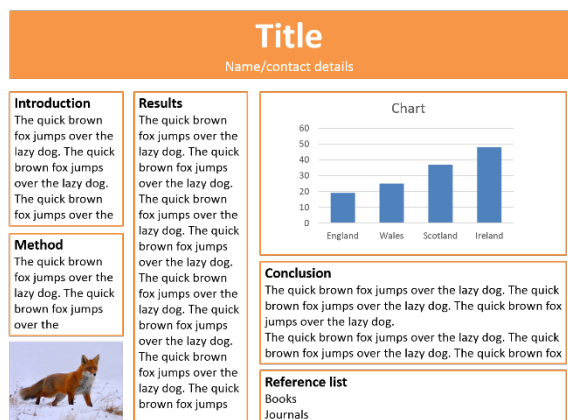 Title
Name/contact details
Introduction
The quick brown
fox jumps over the
lazy dog. The quick
brown fox jumps
over the lazy dog.
The quick brown
fox jumps over the
Method
The quick brown
fox jumps over the
lazy dog. The quick
brown fox jumps
over the
Results
The quick brown
fox jumps over the
lazy dog. The quick
brown fox jumps
over the lazy dog.
The quick brown
fox jumps over the
lazy dog. The quick
brown fox jumps
over the lazy dog.
The quick brown
fox jumps over the
lazy dog. The quick
brown fox jumps
over the lazy dog.
The quick brown
fox jumps over the
lazy dog. The quick
brown fox jumps
Chart
60
50
40
30
20
10
0
England Wales Scotland Ireland
Conclusion
The quick brown fox jumps over the lazy dog. The quick
brown fox jumps over the lazy dog. The quick brown fox
jumps over the lazy dog.
The quick brown fox jumps over the lazy dog. The quick
brown fox jumps over the lazy dog. The quick brown fox
Reference list
Books
Journals